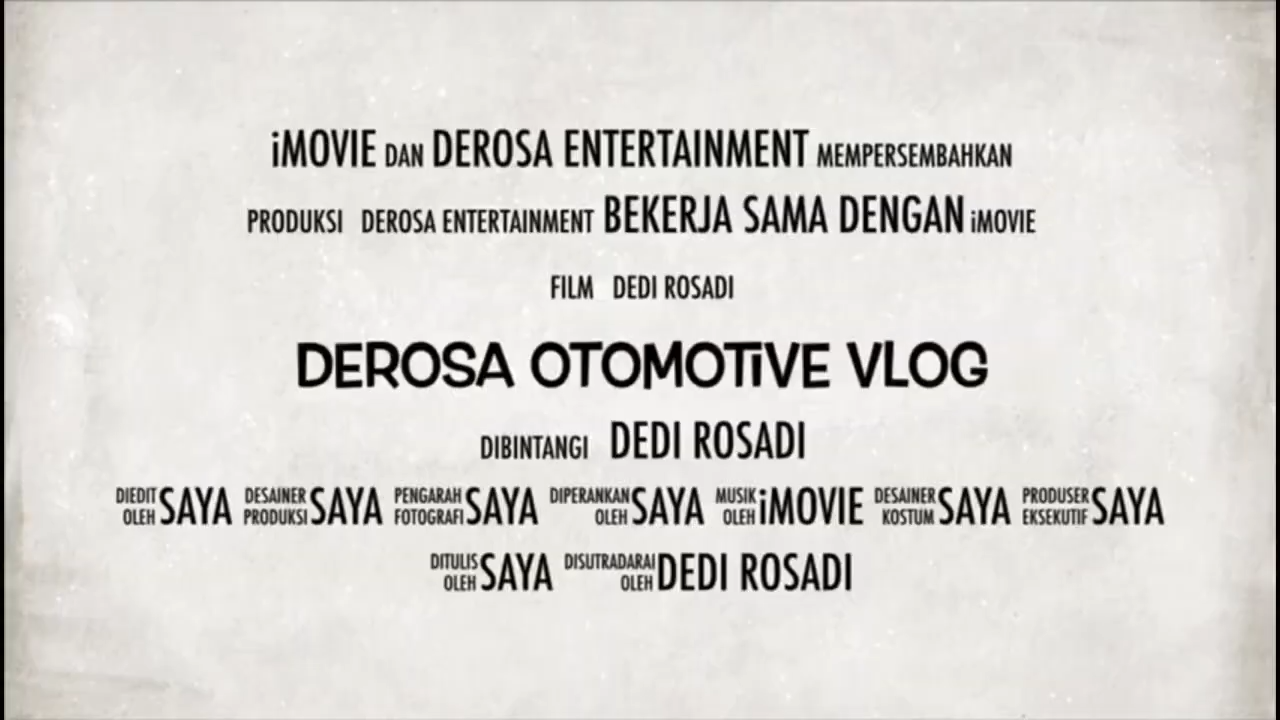 iMOVIE DAN DEROSA ENTERTAINMENT MEMPERSEMBAHKAN
PRODUKSI DEROSA ENTERTAINMENT BEKERJA SAMA DENGAN iMOVIE
FILM DEDI ROSADI
DEROSA OTOMOTiVE VLOG
DIBINTANGI DEDI ROSADI
DIEDIT OLEH SAYA DESAINER PRODUKSI SAYA PENGARAH FOTOGRAFI SAYA DIPERANKAN OLEH SAYA MUSIK OLEH iMOVIE DESAINER KOSTUM SAYA PRODUSER EKSEKUTIF SAYA
DITULIS OLEH SAYA DISUTRADARAI OLEH DEDI ROSADI